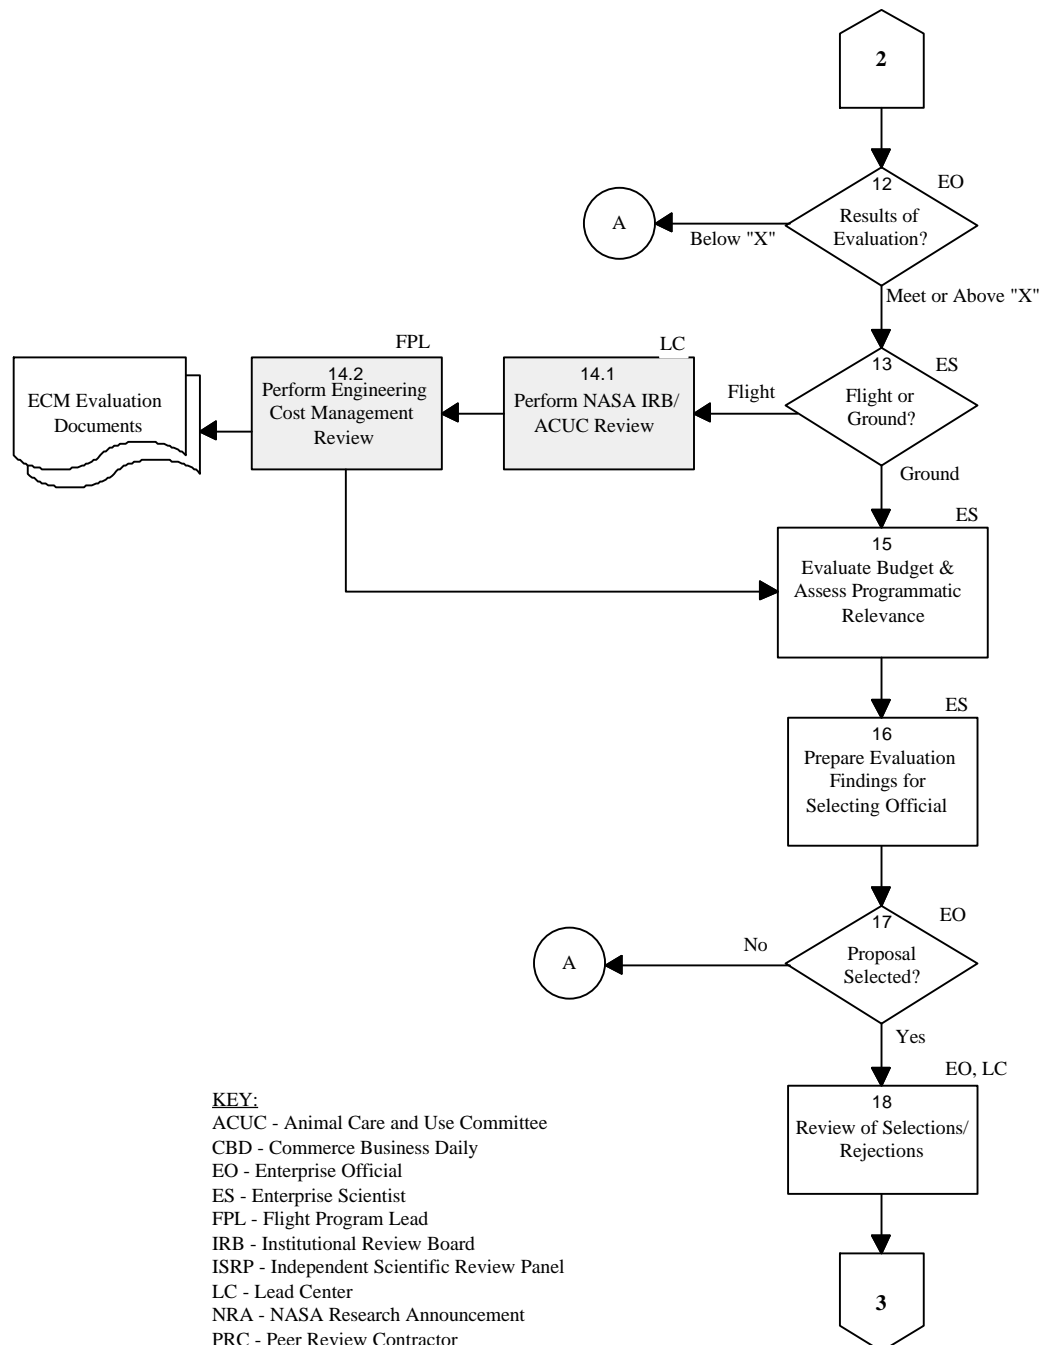 2
12
EO
Results of
Evaluation?
A
Below "X"
Meet or Above "X"
FPL
LC
13
ES
Flight or
Ground?
Flight
14.1
Perform NASA IRB/
ACUC Review
14.2
Perform Engineering
Cost Management
Review
ECM Evaluation
Documents
Ground
ES
15
Evaluate Budget &
Assess Programmatic
Relevance
ES
16
Prepare Evaluation
Findings for
Selecting Official
17
EO
Proposal
Selected?
No
A
Yes
EO, LC
18
Review of Selections/
Rejections
3
KEY:
ACUC - Animal Care and Use Committee
CBD - Commerce Business Daily
EO - Enterprise Official
ES - Enterprise Scientist
FPL - Flight Program Lead
IRB - Institutional Review Board
ISRP - Independent Scientific Review Panel
LC - Lead Center
NRA - NASA Research Announcement
PRC - Peer Review Contractor